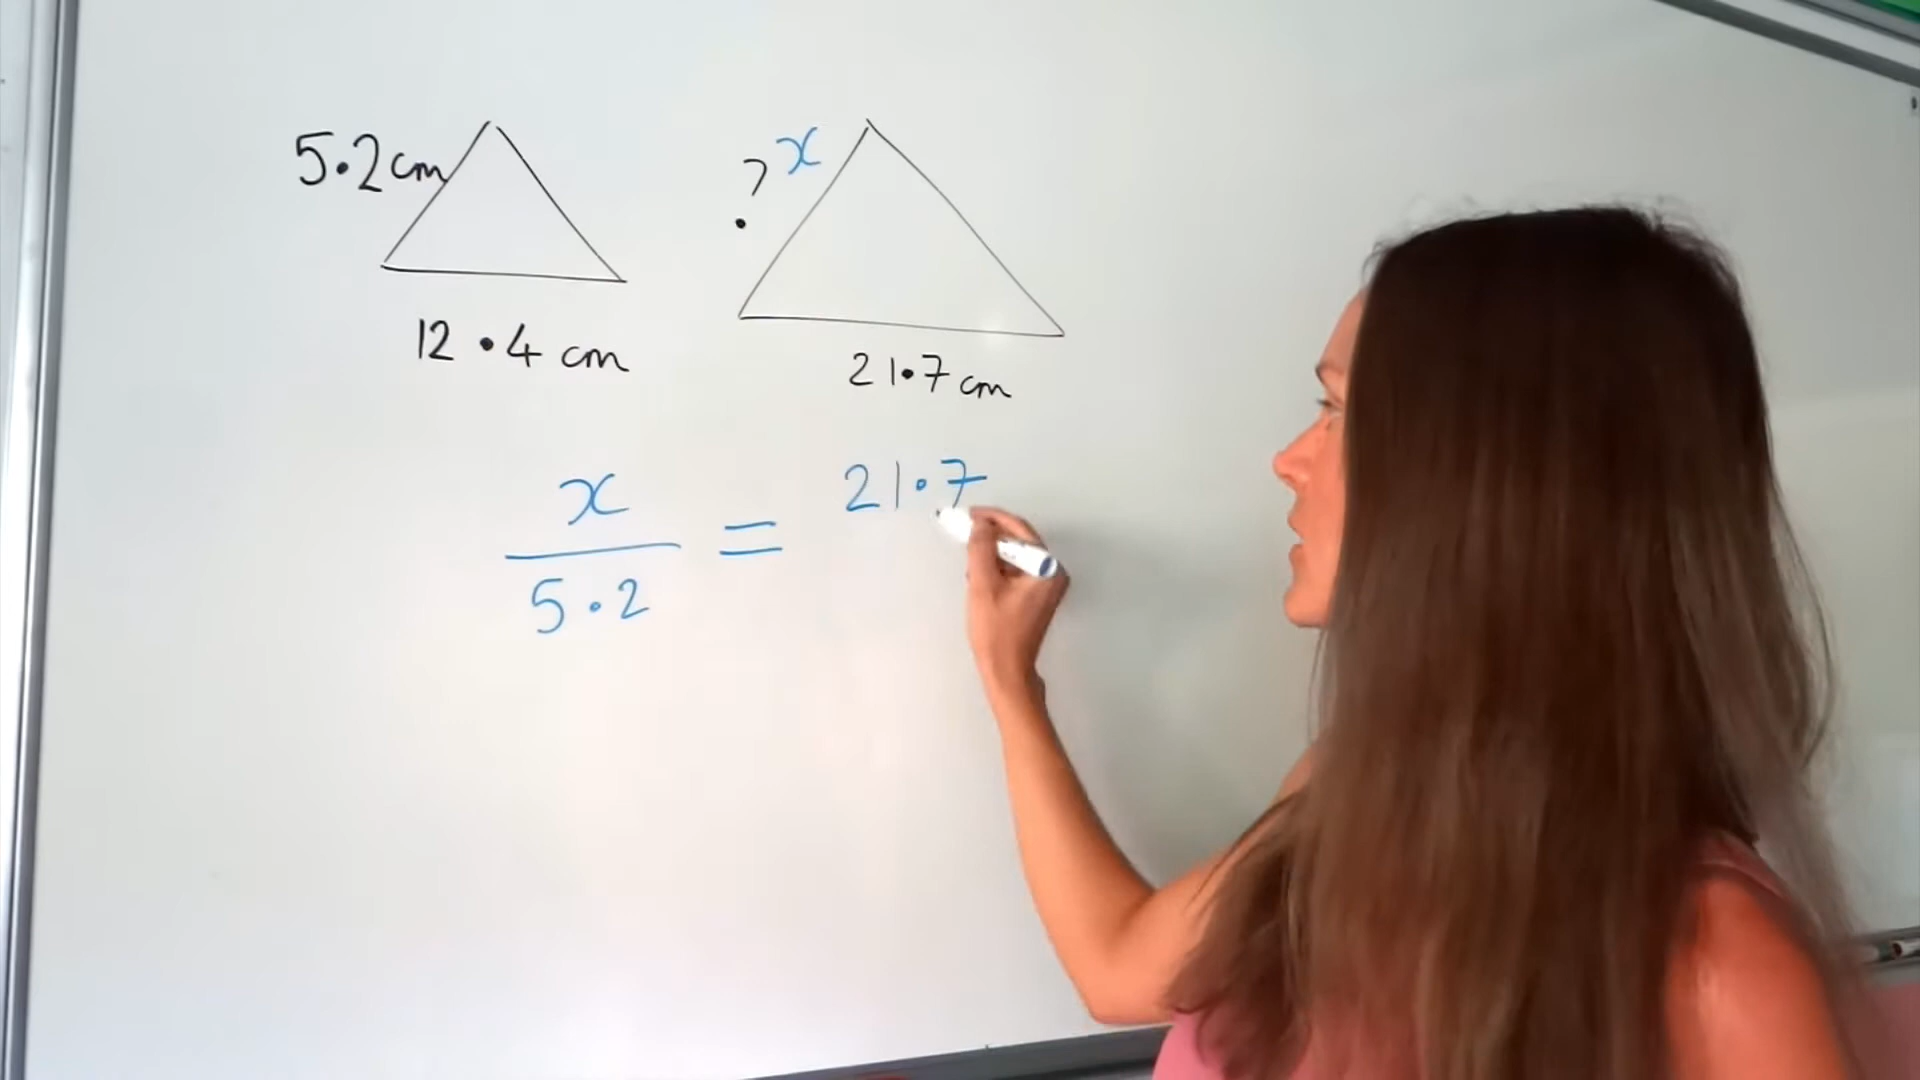 5.2cm
? x
12.4 cm
21.7 cm
x
5.2
=
21.7